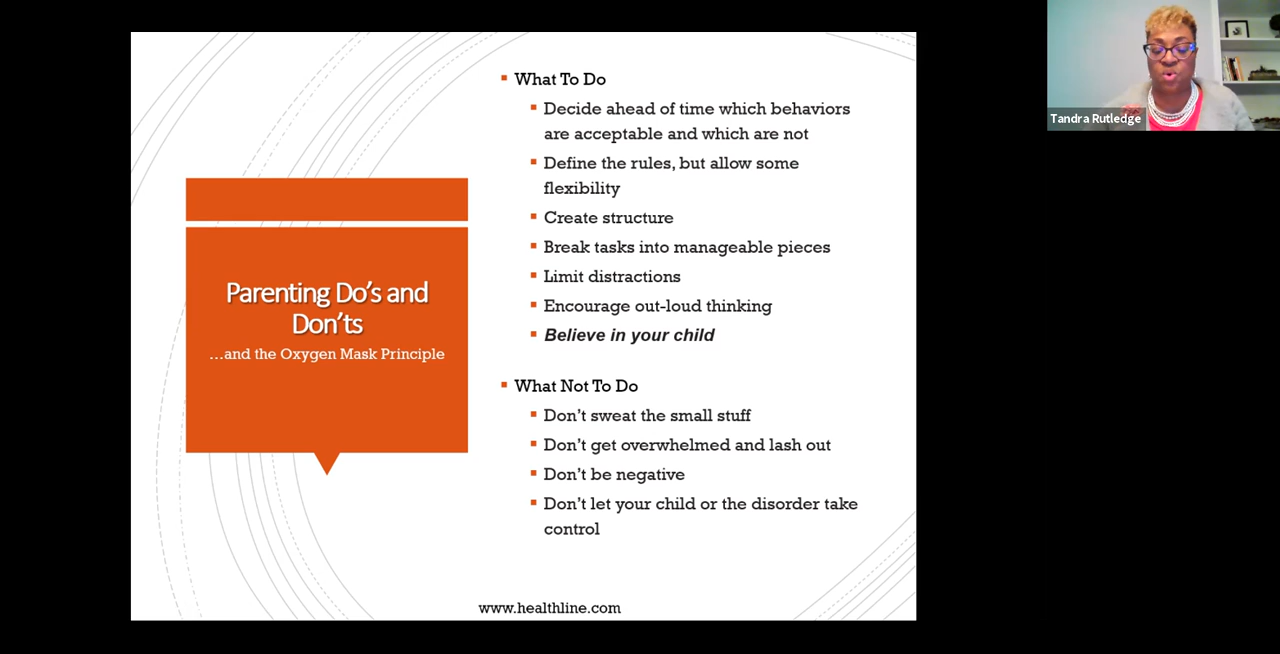 Parenting Do's and
Don'ts
...and the Oxygen Mask Principle
What To Do
Decide ahead of time which behaviors
are acceptable and which are not
Define the rules, but allow some
flexibility
Create structure
Break tasks into manageable pieces
Limit distractions
Encourage out-loud thinking
Believe in your child
What Not To Do
Don't sweat the small stuff
Don't get overwhelmed and lash out
Don't be negative
Don't let your child or the disorder take
control
www.healthline.com
Tandra Rutledge